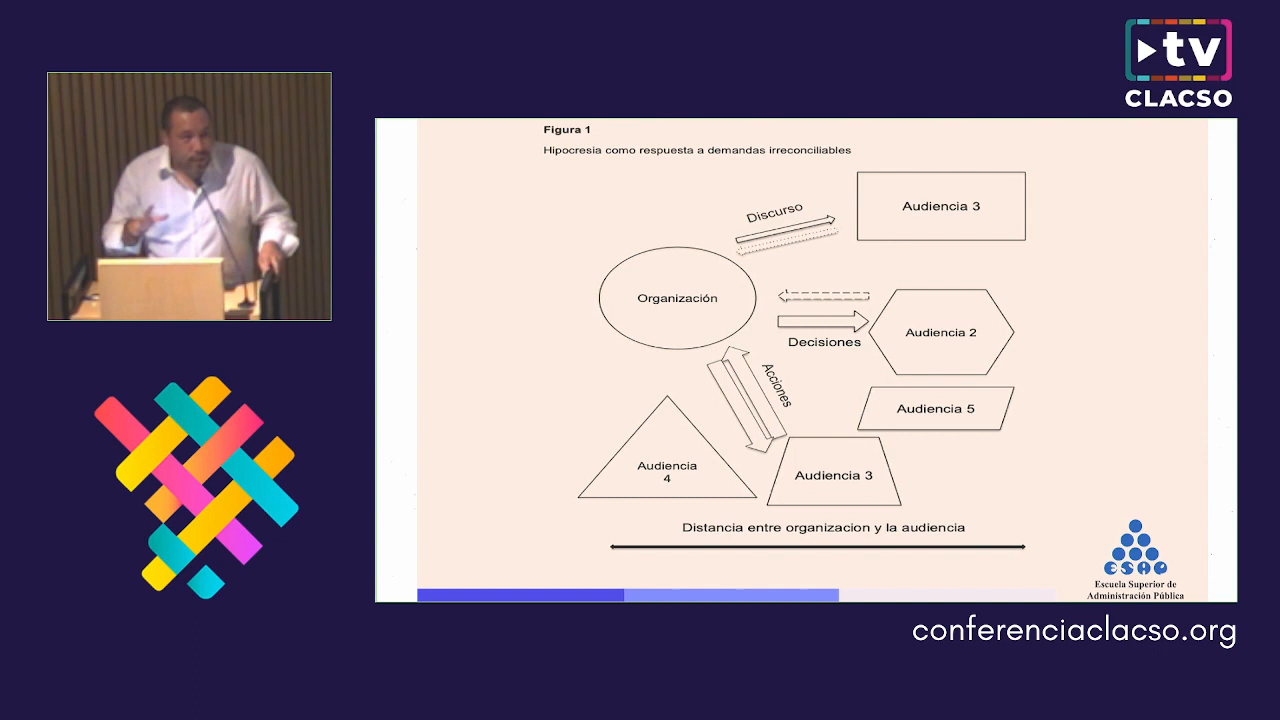 tv
CLACSO
Figura 1
Hipocresia como respuesta a demandas irreconciliables
Discurso
Audiencia 3
Organización
Audiencia 2
Decisiones
Acciones
Audiencia 5
Audiencia
4
Audiencia 3
Distancia entre organizacion y la audiencia
ESAP
Escuela Superior de
Administración Pública
conferenciaclacso.org